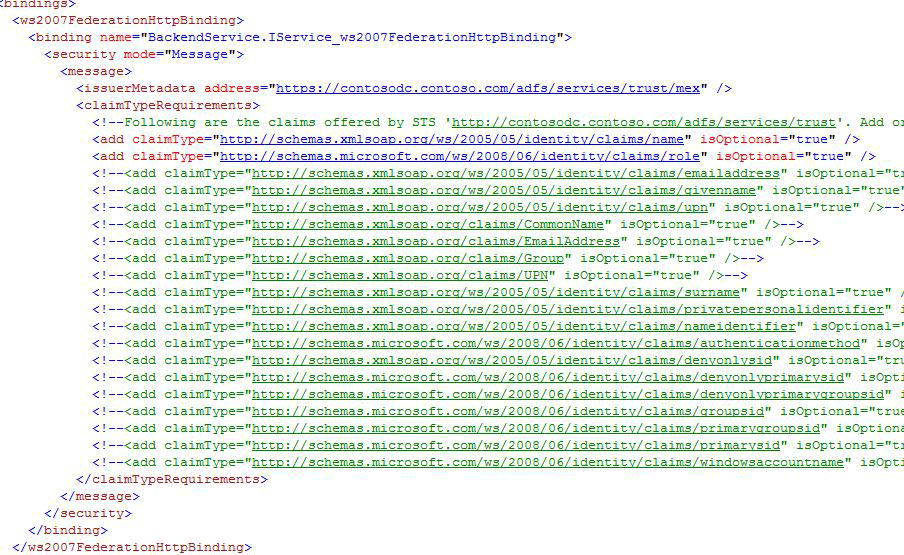 <bindings>
<ws2007FederationHttpBinding>
<binding name="BackendService.IService_ws2007FederationHttpBinding">
<security mode="Message">
<message>
<issuerMetadata address="https://contosodc.contoso.com/adfs/services/trust/mex" />
<claimTypeRequirements>
<!--Following are the claims offered by STS 'http://contosodc.contoso.com/adfs/services/trust'. Add or
<add claimType="http://schemas.xmlsoap.org/ws/2005/05/identity/claims/name" isOptional="true" />
<add claimType="http://schemas.microsoft.com/ws/2008/06/identity/claims/role" isOptional="true" />
<!--<add claimType="http://schemas.xmlsoap.org/ws/2005/05/identity/claims/emailaddress" isOptional="tr
<!--<add claimType="http://schemas.xmlsoap.org/ws/2005/05/identity/claims/givenname" isOptional="true"
<!--<add claimType="http://schemas.xmlsoap.org/ws/2005/05/identity/claims/upn" isOptional="true" />--
<!--<add claimType="http://schemas.xmlsoap.org/claims/CommonName" isOptional="true" />-->
<!--<add claimType="http://schemas.xmlsoap.org/claims/EmailAddress" isOptional="true" />-->
<!--<add claimType="http://schemas.xmlsoap.org/claims/Group" isOptional="true" />-->
<!--<add claimType="http://schemas.xmlsoap.org/claims/UPN" isOptional="true" />-->
<!--<add claimType="http://schemas.xmlsoap.org/ws/2005/05/identity/claims/surname" isOptional="true" /
<!--<add claimType="http://schemas.xmlsoap.org/ws/2005/05/identity/claims/privatepersonalidentifier" i
<!--<add claimType="http://schemas.xmlsoap.org/ws/2005/05/identity/claims/nameidentifier" isOptional="
<!--<add claimType="http://schemas.microsoft.com/ws/2008/06/identity/claims/authenticationmethod" isOp
<!--<add claimType="http://schemas.xmlsoap.org/ws/2005/05/identity/claims/denyonlysid" isOptional="tru
<!--<add claimType="http://schemas.microsoft.com/ws/2008/06/identity/claims/denyonlyprimarysid" isOpti
<!--<add claimType="http://schemas.microsoft.com/ws/2008/06/identity/claims/denyonlyprimarygroupsid" i
<!--<add claimType="http://schemas.microsoft.com/ws/2008/06/identity/claims/groupsid" isOptional="true
<!--<add claimType="http://schemas.microsoft.com/ws/2008/06/identity/claims/primarygroupsid" isOptiona
<!--<add claimType="http://schemas.microsoft.com/ws/2008/06/identity/claims/primarysid" isOptional="tr
<!--<add claimType="http://schemas.microsoft.com/ws/2008/06/identity/claims/windowsaccountname" isOpti
</claimTypeRequirements>
</message>
</security>
</binding>
</ws2007FederationHttpBinding>